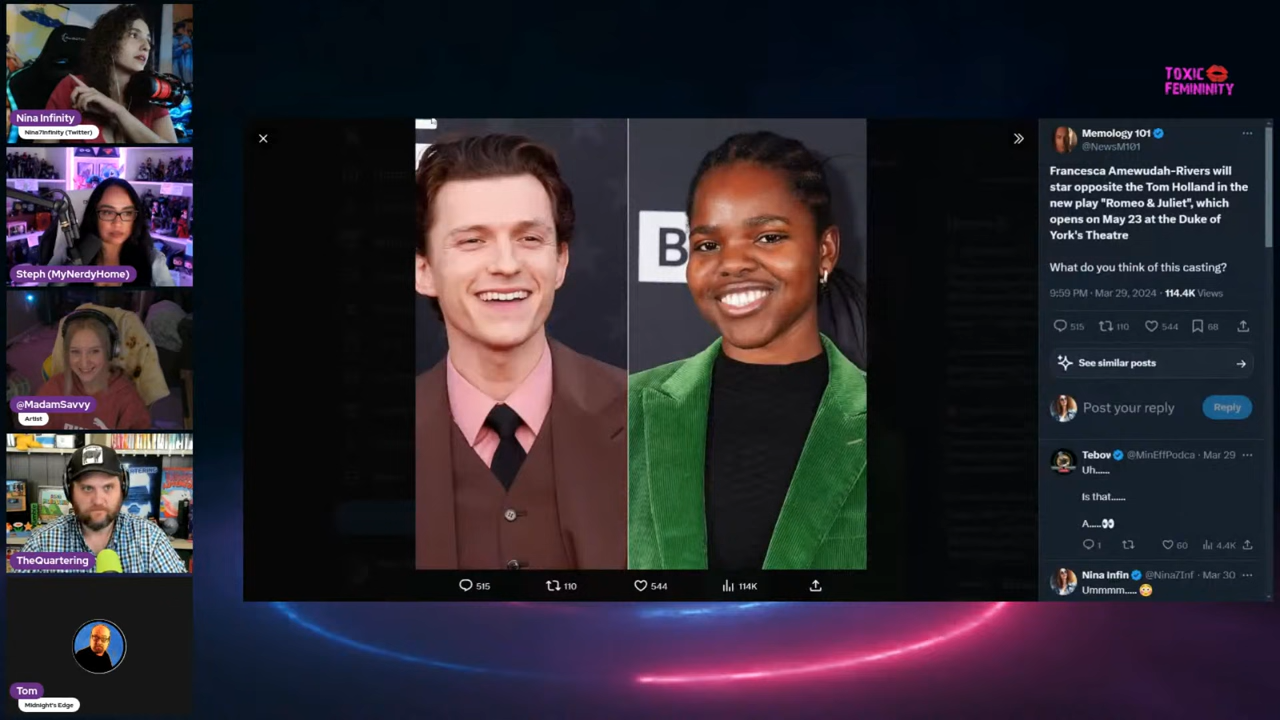 Nina Infinity
Nina7Infinity (Twitter)
Steph (MyNerdyHome)
@MadamSavvy
Artist
TheQuartering
Tom
Midnight's Edge
B
515
110
544
114K
TOXIC
FEMININITY
Memology 101
@NewsM101
Francesca Amewudah-Rivers will
star opposite the Tom Holland in the
new play "Romeo & Juliet", which
opens on May 23 at the Duke of
York's Theatre
What do you think of this casting?
9:59 PM · Mar 29, 2024 · 114.4K Views
515 110 544 68
See similar posts
Post your reply Reply
Tebov @MinEffPodca · Mar 29
Uh......
Is that......
A.....👀
1 60 4.4K
Nina Infin @Nina7Inf · Mar 30
Ummmm..... 😳